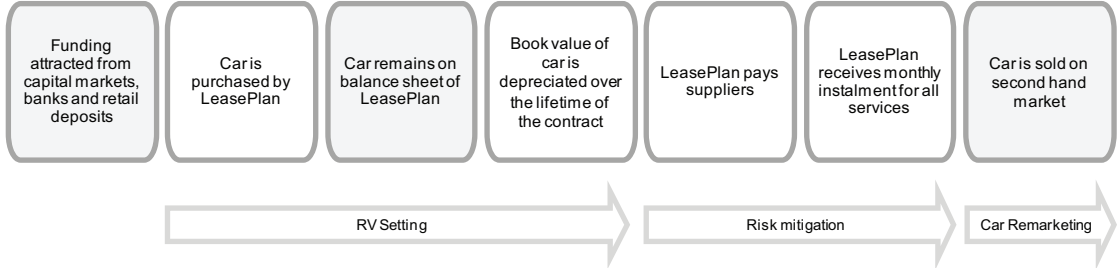 Funding
attracted from
capital markets,
banks and retail
deposits
Car is
purchased by
LeasePlan
Car remains on
balance sheet of
LeasePlan
Book value of
car is
depreciated over
the lifetime of
the contract
LeasePlan pays
suppliers
LeasePlan
receives monthly
instalment for all
services
Car is sold on
second hand
market
RV Setting
Risk mitigation
Car Remarketing